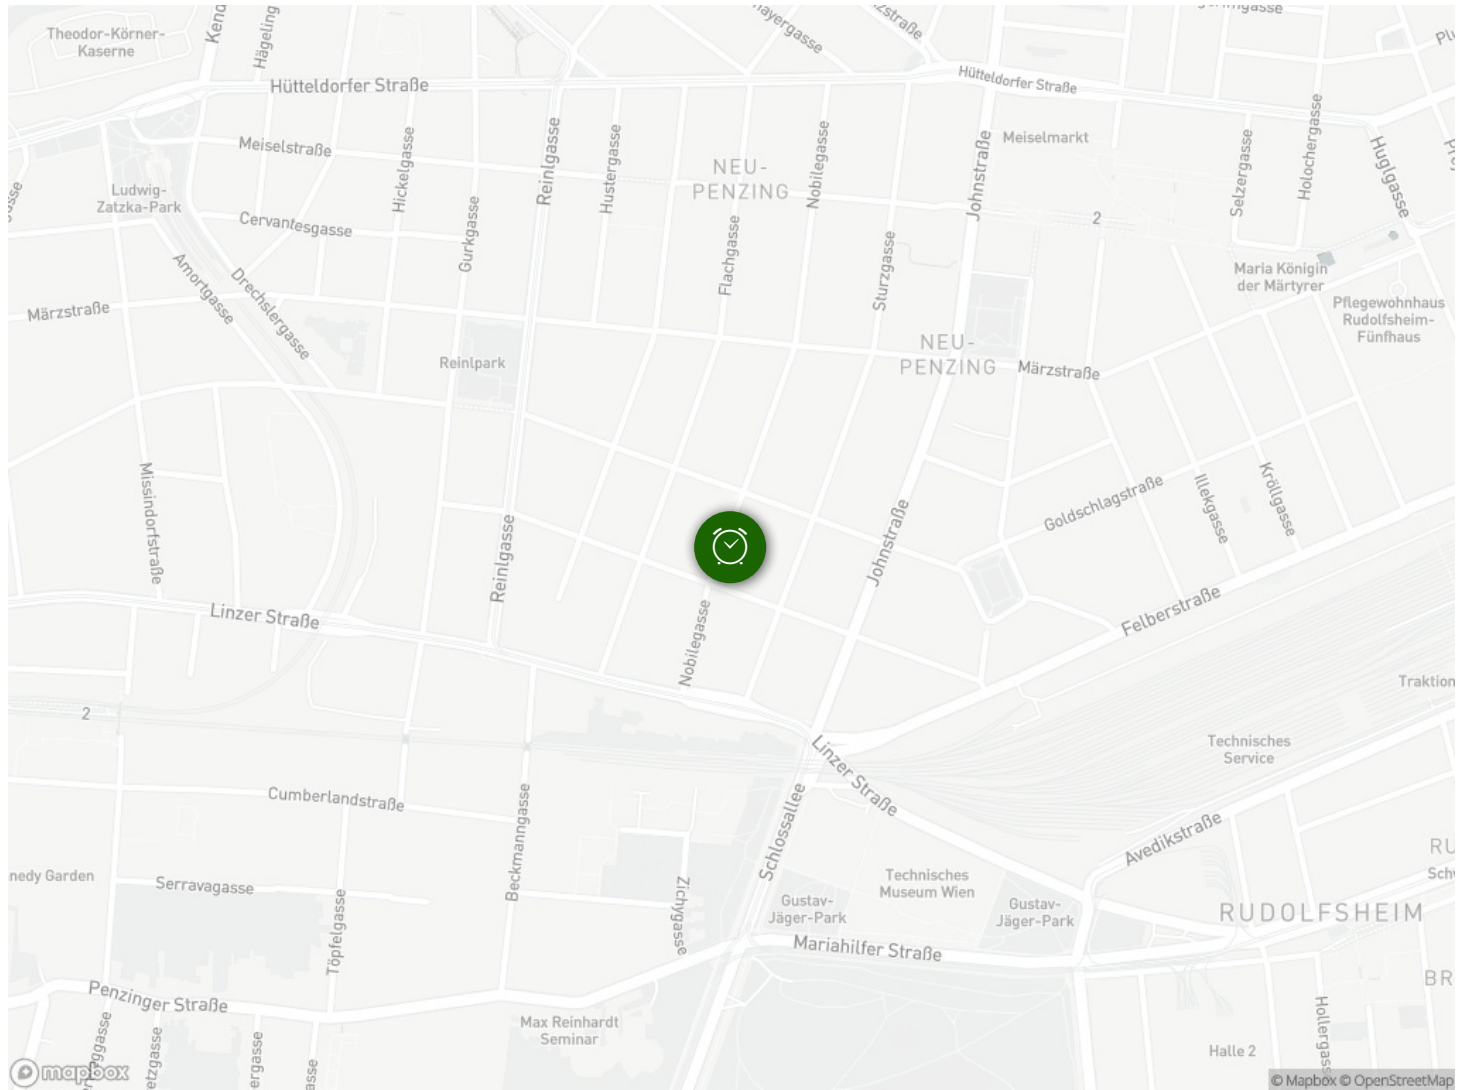 Theodor-Körner-
Kaserne
Hütteldorfer Straße
Hütteldorfer Straße
Meiselmarkt
Meiselstraße
Hickelgasse
Reinlgasse
Hustergasse
NEU-
PENZING
Nobilegasse
Johnstraße
Selzergasse
Holochergasse
Huglgasse
Ludwig-
Zatzka-Park
Cervantesgasse
Gurkgasse
Flachgasse
Sturzgasse
2
Maria Königin
der Märtyrer
Pflegewohnhaus
Rudolfsheim-
Fünfhaus
Amortgasse
Drechslergasse
Märzstraße
Reinlpark
NEU-
PENZING
Märzstraße
Missindorfstraße
Reinlgasse
Johnstraße
Goldschlagstraße
Illekgasse
Kröllgasse
Linzer Straße
Nobilegasse
Felberstraße
Traktion
2
Technisches
Service
Linzer Straße
Cumberlandstraße
Beckmanngasse
Schlossallee
Avedikstraße
nedy Garden
Serravagasse
Töpfelgasse
Zichygasse
Technisches
Museum Wien
Gustav-
Jäger-Park
Gustav-
Jäger-Park
RUDOLFSHEIM
Mariahilfer Straße
Penzinger Straße
Max Reinhardt
Seminar
Halle 2
mapbox
© Mapbox © OpenStreetMap